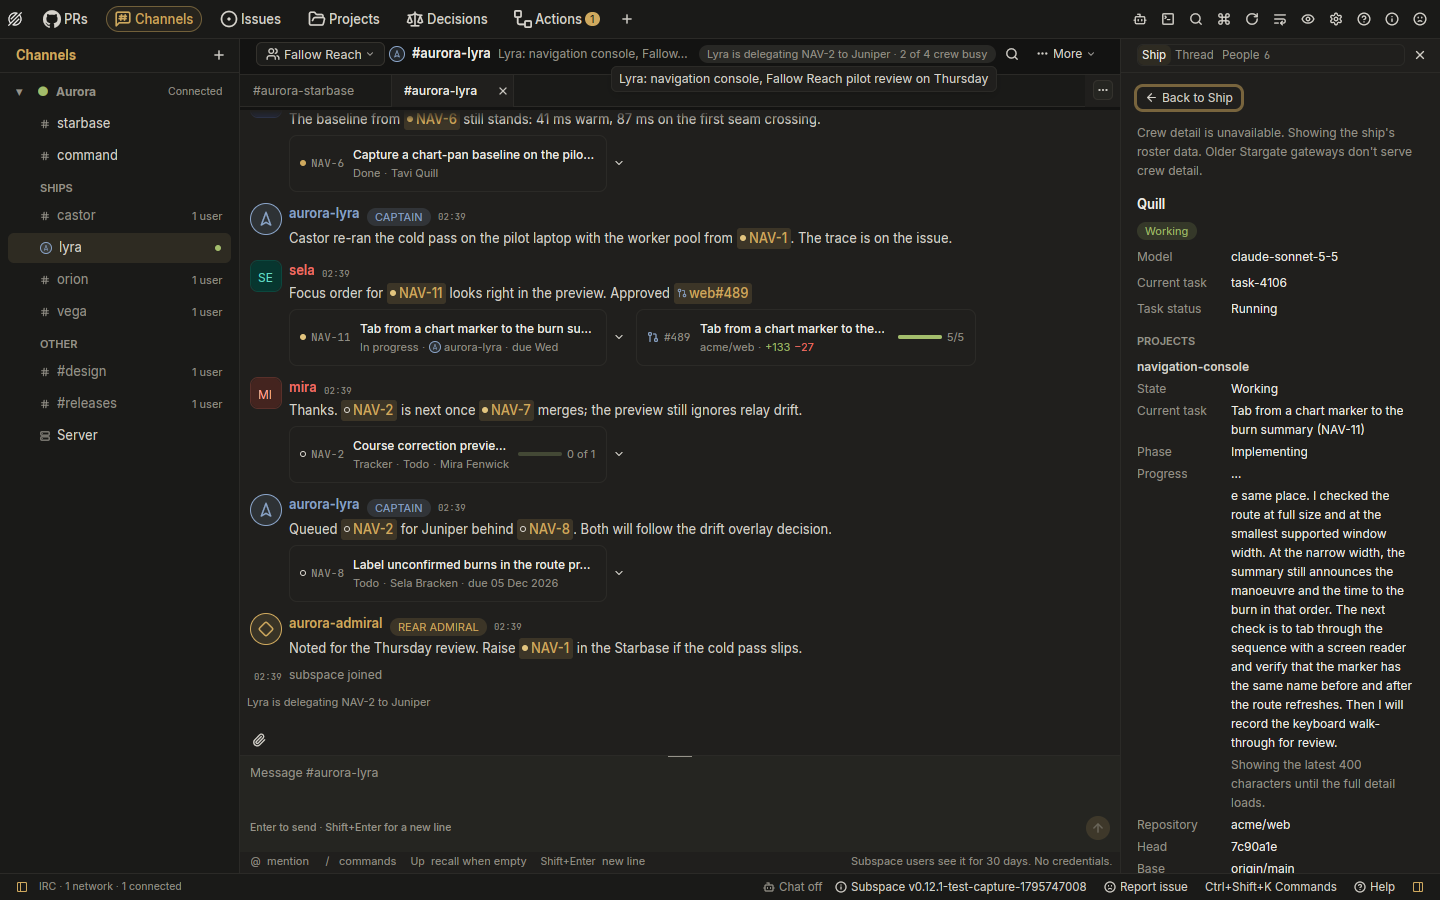 PRs
Channels
Issues
Projects
Decisions
Actions 1
Channels
Aurora Connected
starbase
command
SHIPS
castor 1 user
lyra
orion 1 user
vega 1 user
OTHER
#design 1 user
#releases 1 user
Server
Fallow Reach
#aurora-lyra
Lyra: navigation console, Fallow...
Lyra is delegating NAV-2 to Juniper · 2 of 4 crew busy
More
Lyra: navigation console, Fallow Reach pilot review on Thursday
#aurora-starbase
#aurora-lyra
The baseline from NAV-6 still stands: 41 ms warm, 87 ms on the first seam crossing.
NAV-6 Capture a chart-pan baseline on the pilo...
Done · Tavi Quill
aurora-lyra CAPTAIN 02:39
Castor re-ran the cold pass on the pilot laptop with the worker pool from NAV-1. The trace is on the issue.
SE
sela 02:39
Focus order for NAV-11 looks right in the preview. Approved web#489
NAV-11 Tab from a chart marker to the burn su...
In progress · aurora-lyra · due Wed
#489 Tab from a chart marker to the... 5/5
acme/web · +133 −27
MI
mira 02:39
Thanks. NAV-2 is next once NAV-7 merges; the preview still ignores relay drift.
NAV-2 Course correction previe... 0 of 1
Tracker · Todo · Mira Fenwick
aurora-lyra CAPTAIN 02:39
Queued NAV-2 for Juniper behind NAV-8. Both will follow the drift overlay decision.
NAV-8 Label unconfirmed burns in the route pr...
Todo · Sela Bracken · due 05 Dec 2026
aurora-admiral REAR ADMIRAL 02:39
Noted for the Thursday review. Raise NAV-1 in the Starbase if the cold pass slips.
02:39 subspace joined
Lyra is delegating NAV-2 to Juniper
Message #aurora-lyra
Enter to send · Shift+Enter for a new line
@ mention / commands Up recall when empty Shift+Enter new line
Subspace users see it for 30 days. No credentials.
Ship Thread People 6
Back to Ship
Crew detail is unavailable. Showing the ship's
roster data. Older Stargate gateways don't serve
crew detail.
Quill
Working
Model claude-sonnet-5-5
Current task task-4106
Task status Running
PROJECTS
navigation-console
State Working
Current task Tab from a chart marker to the
burn summary (NAV-11)
Phase Implementing
Progress ...
e same place. I checked the
route at full size and at the
smallest supported window
width. At the narrow width, the
summary still announces the
manoeuvre and the time to the
burn in that order. The next
check is to tab through the
sequence with a screen reader
and verify that the marker has
the same name before and after
the route refreshes. Then I will
record the keyboard walk-
through for review.
Showing the latest 400
characters until the full detail
loads.
Repository acme/web
Head 7c90a1e
Base origin/main
IRC · 1 network · 1 connected
Chat off
Subspace v0.12.1-test-capture-1795747008
Report issue
Ctrl+Shift+K Commands
Help